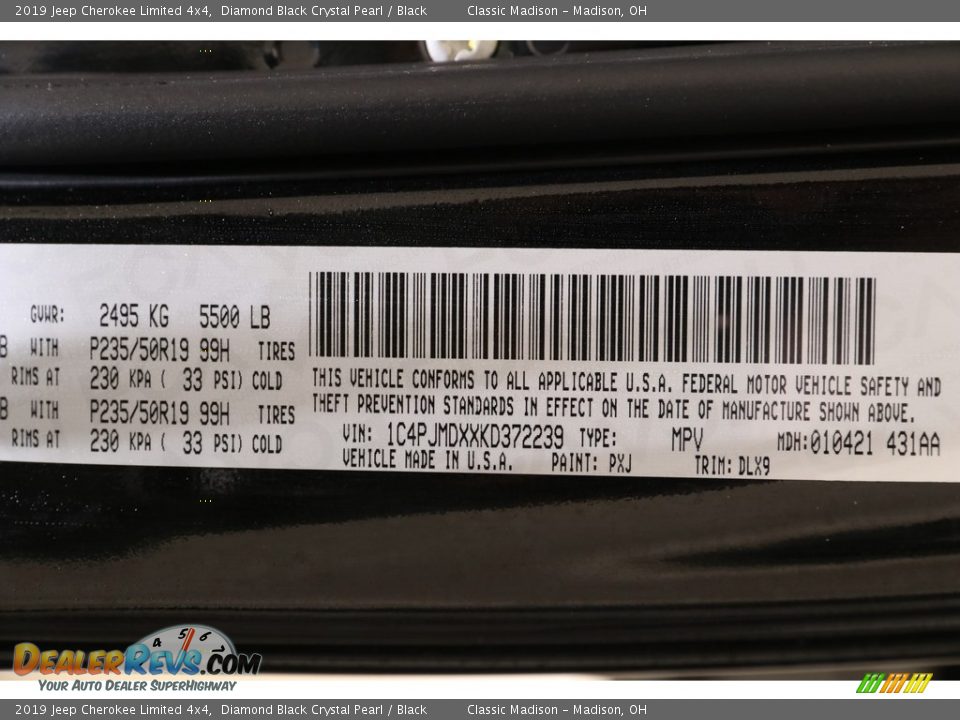 2019 Jeep Cherokee Limited 4x4, Diamond Black Crystal Pearl / Black Classic Madison – Madison, OH
GVWR: 2495 KG 5500 LB
B WITH P235/50R19 99H TIRES
RIMS AT 230 KPA ( 33 PSI) COLD
B WITH P235/50R19 99H TIRES
RIMS AT 230 KPA ( 33 PSI) COLD
THIS VEHICLE CONFORMS TO ALL APPLICABLE U.S.A. FEDERAL MOTOR VEHICLE SAFETY AND
THEFT PREVENTION STANDARDS IN EFFECT ON THE DATE OF MANUFACTURE SHOWN ABOVE.
VIN: 1C4PJMDXXKD372239 TYPE: MPV MDH:010421 431AA
VEHICLE MADE IN U.S.A. PAINT: PXJ TRIM: DLX9
4 5 6
DealerRevs.com
Your Auto Dealer SuperHighway
2019 Jeep Cherokee Limited 4x4, Diamond Black Crystal Pearl / Black Classic Madison – Madison, OH